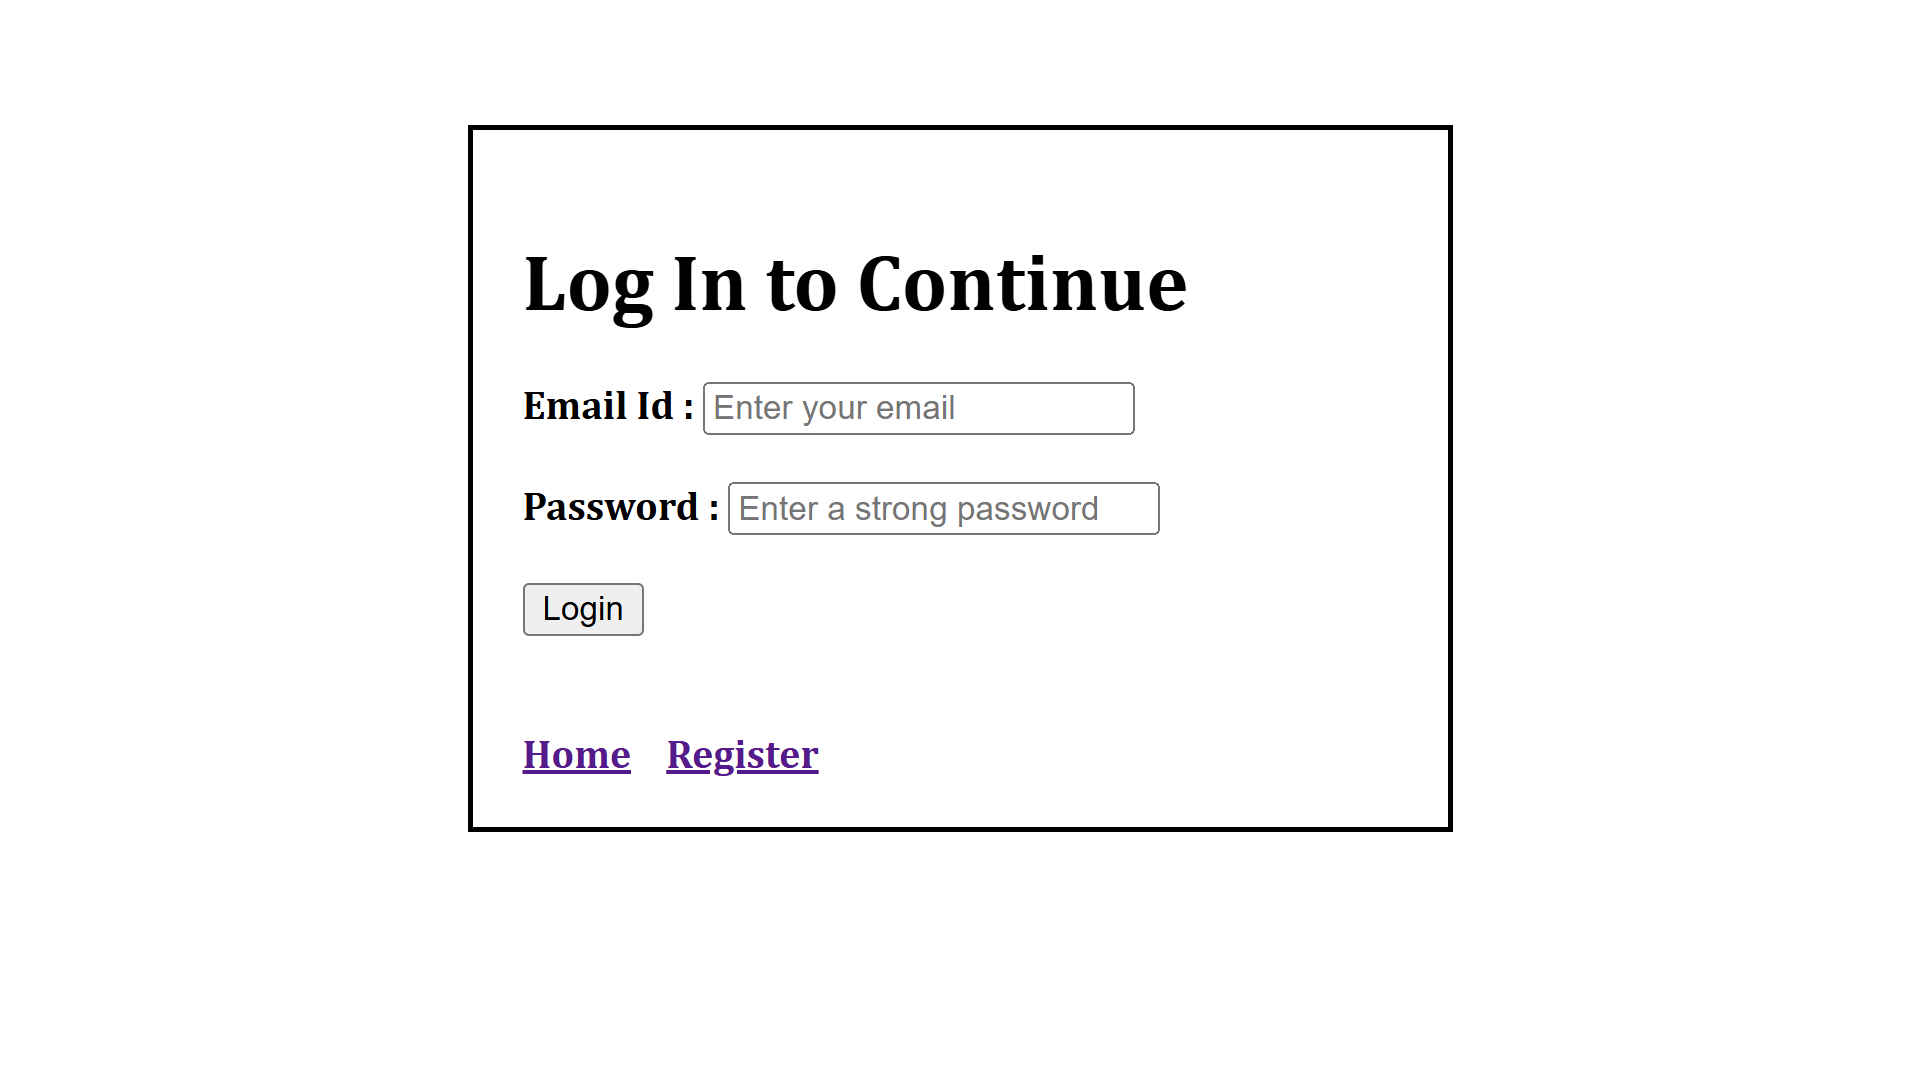 Log In to Continue
Email Id : Enter your email
Password : Enter a strong password
Login
Home Register